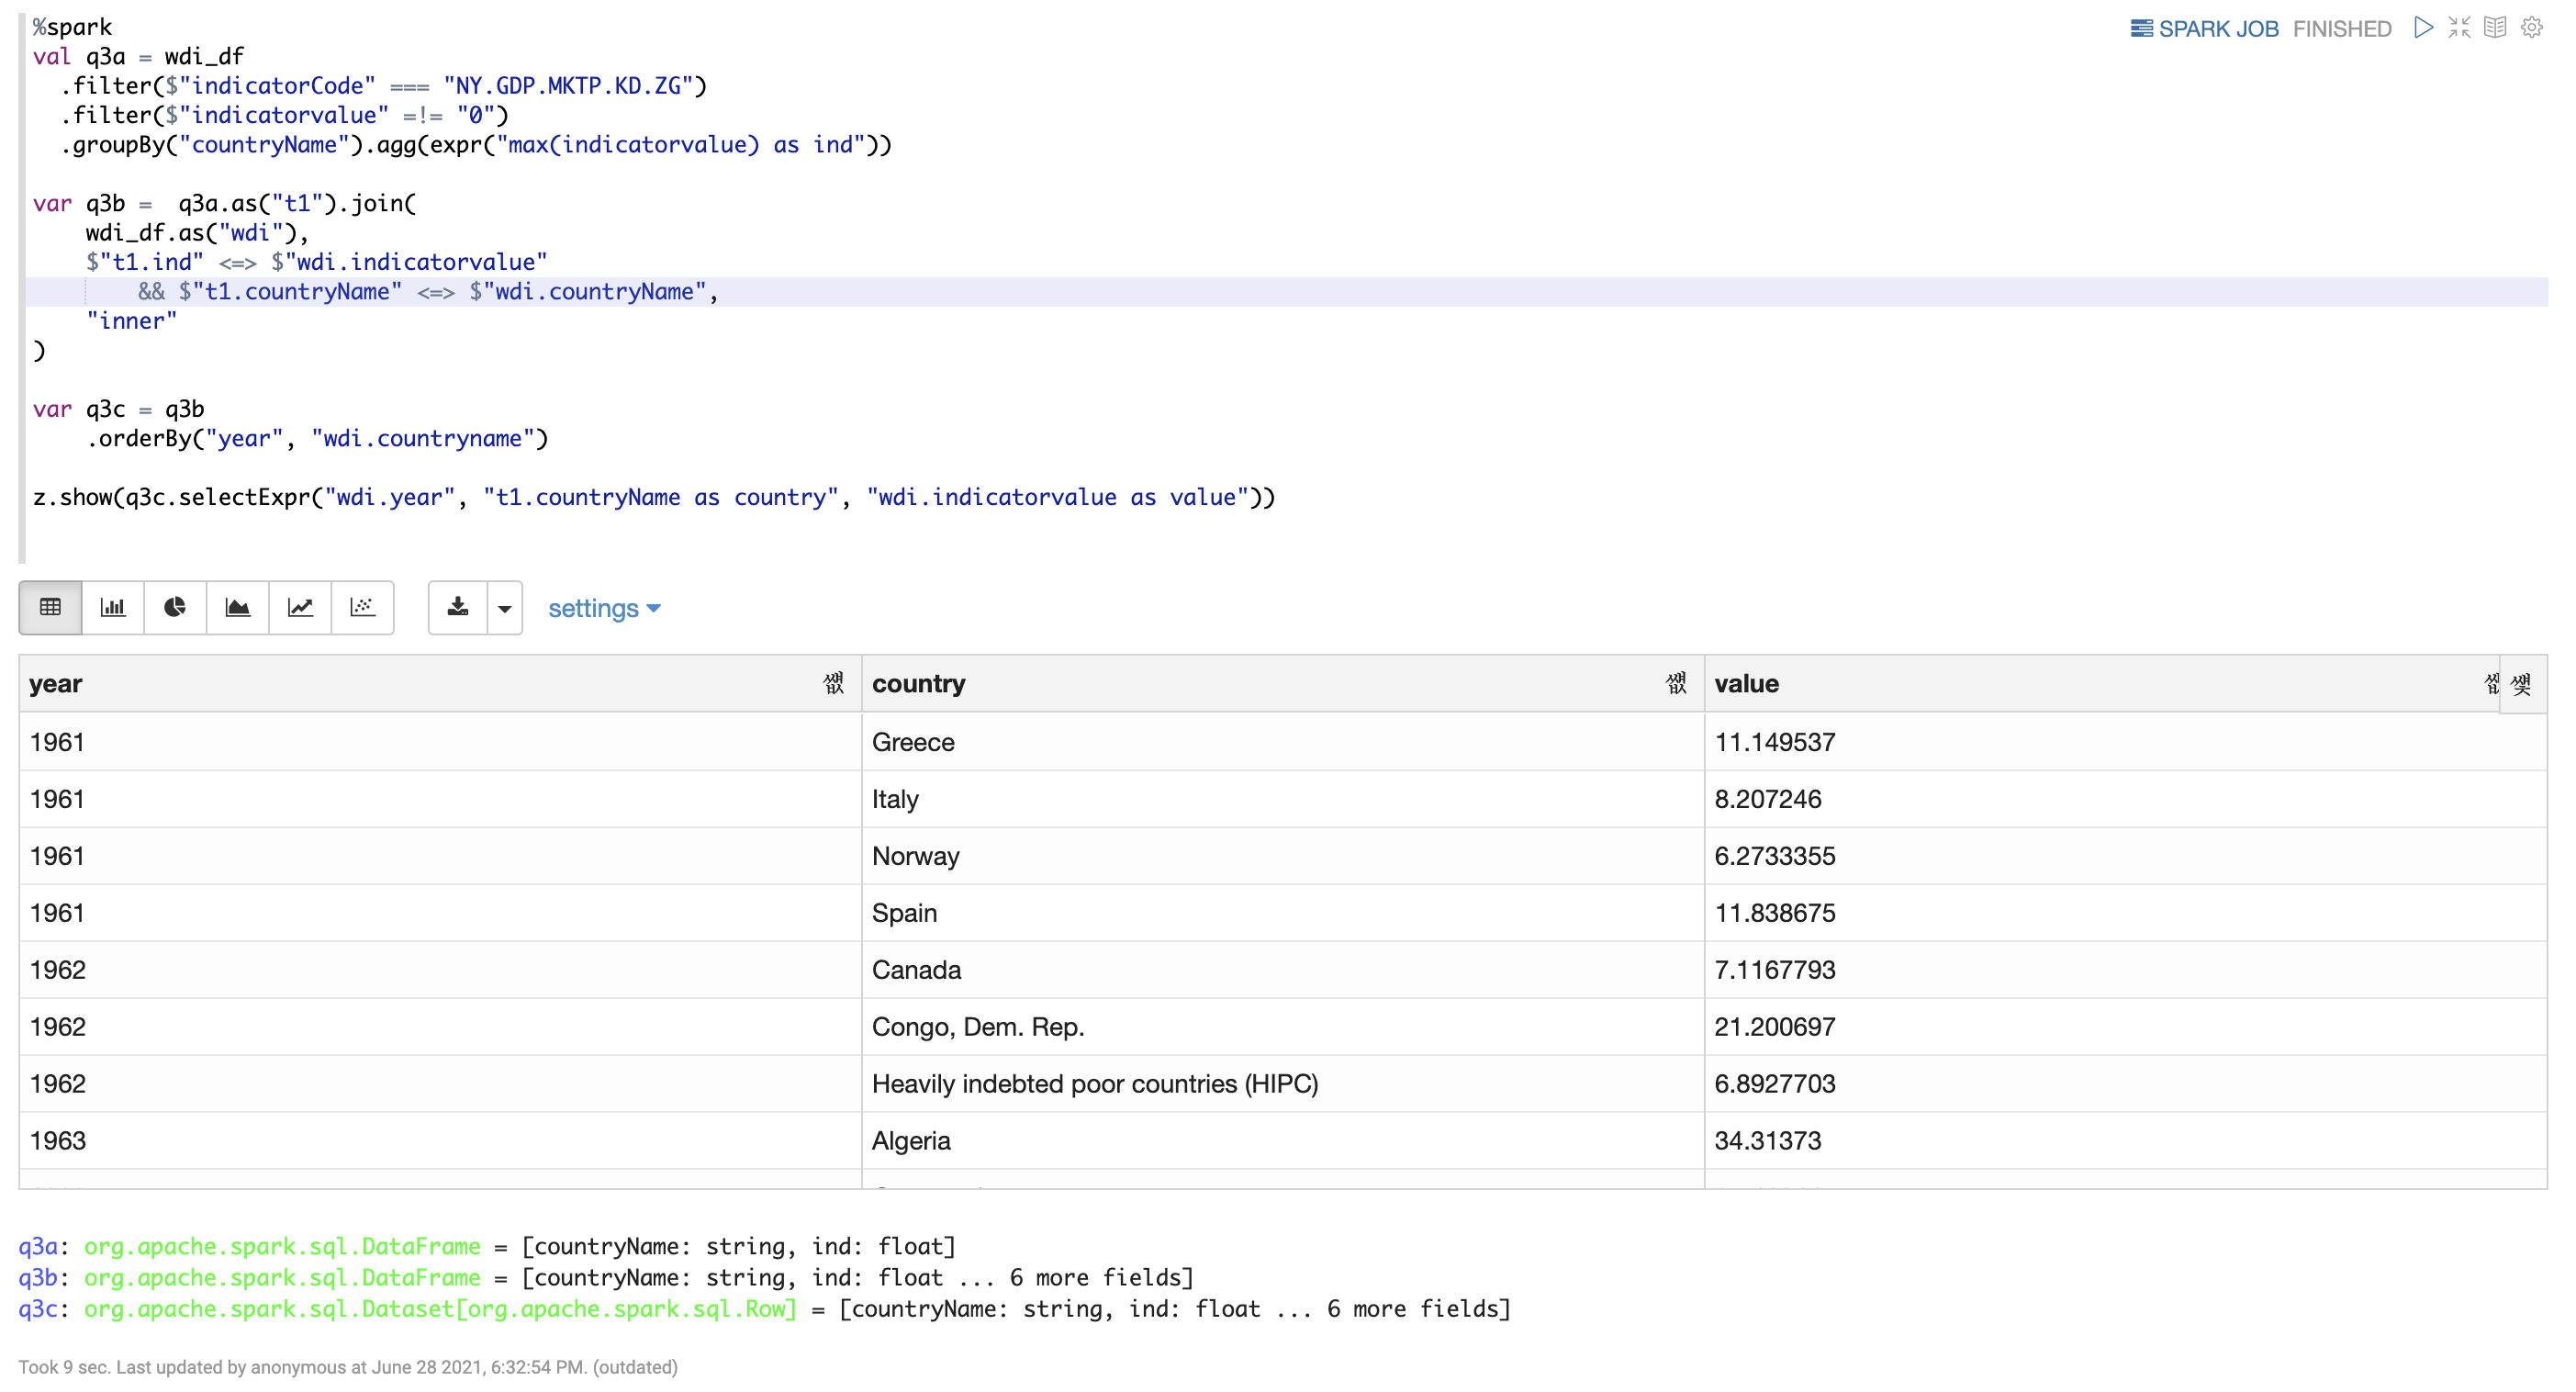 %spark
SPARK JOB FINISHED
val q3a = wdi_df
.filter($"indicatorCode" === "NY.GDP.MKTP.KD.ZG")
.filter($"indicatorvalue" =!= "0")
.groupBy("countryName").agg(expr("max(indicatorvalue) as ind"))
var q3b =  q3a.as("t1").join(
wdi_df.as("wdi"),
$"t1.ind" <=> $"wdi.indicatorvalue"
&& $"t1.countryName" <=> $"wdi.countryName",
"inner"
)
var q3c = q3b
.orderBy("year", "wdi.countryname")
z.show(q3c.selectExpr("wdi.year", "t1.countryName as country", "wdi.indicatorvalue as value"))
settings
year country value
1961 Greece 11.149537
1961 Italy 8.207246
1961 Norway 6.2733355
1961 Spain 11.838675
1962 Canada 7.1167793
1962 Congo, Dem. Rep. 21.200697
1962 Heavily indebted poor countries (HIPC) 6.8927703
1963 Algeria 34.31373
q3a: org.apache.spark.sql.DataFrame = [countryName: string, ind: float]
q3b: org.apache.spark.sql.DataFrame = [countryName: string, ind: float ... 6 more fields]
q3c: org.apache.spark.sql.Dataset[org.apache.spark.sql.Row] = [countryName: string, ind: float ... 6 more fields]
Took 9 sec. Last updated by anonymous at June 28 2021, 6:32:54 PM. (outdated)